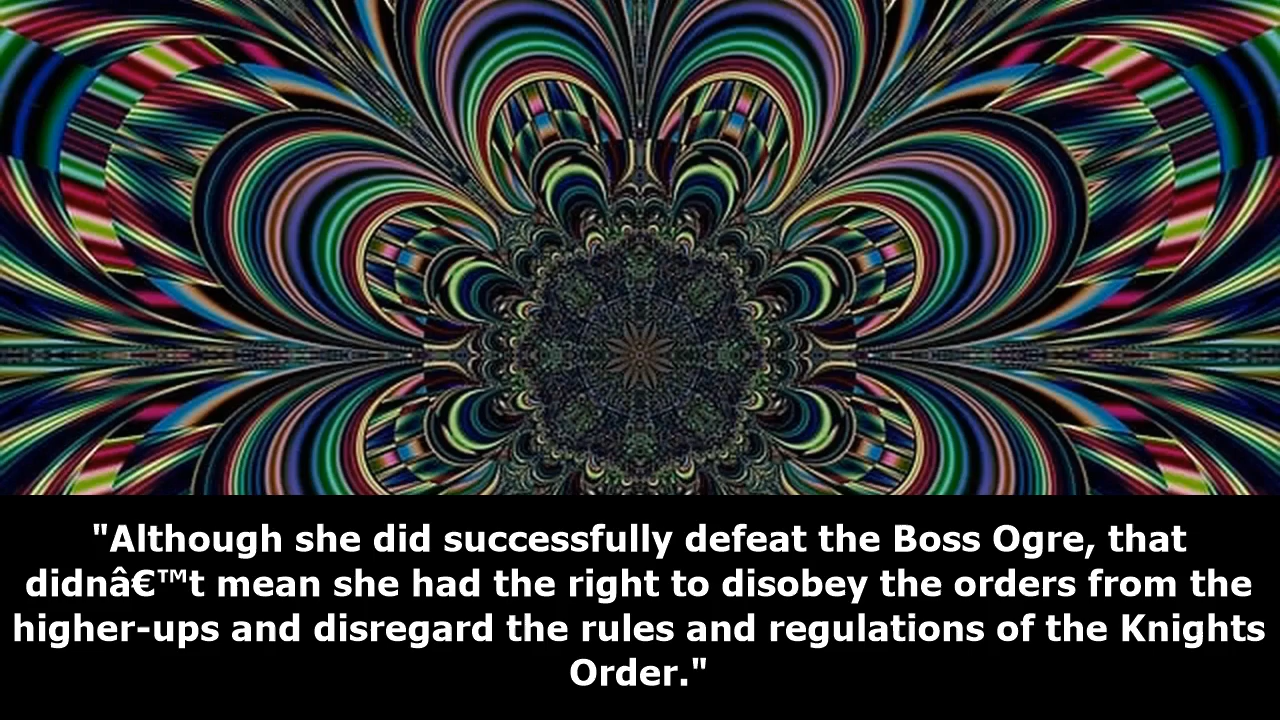 "Although she did successfully defeat the Boss Ogre, that
didnâ€™t mean she had the right to disobey the orders from the
higher-ups and disregard the rules and regulations of the Knights
Order."